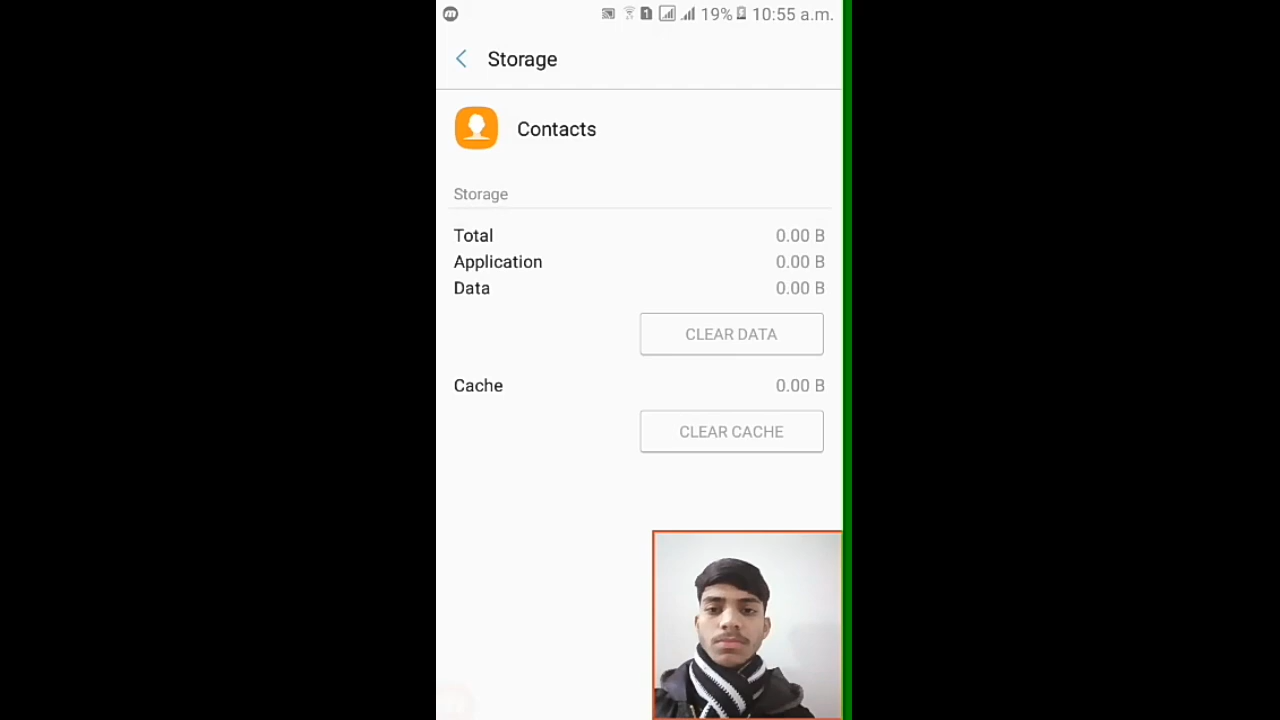 19% 10:55 a.m.
Storage
Contacts
Storage
Total 0.00 B
Application 0.00 B
Data 0.00 B
CLEAR DATA
Cache 0.00 B
CLEAR CACHE